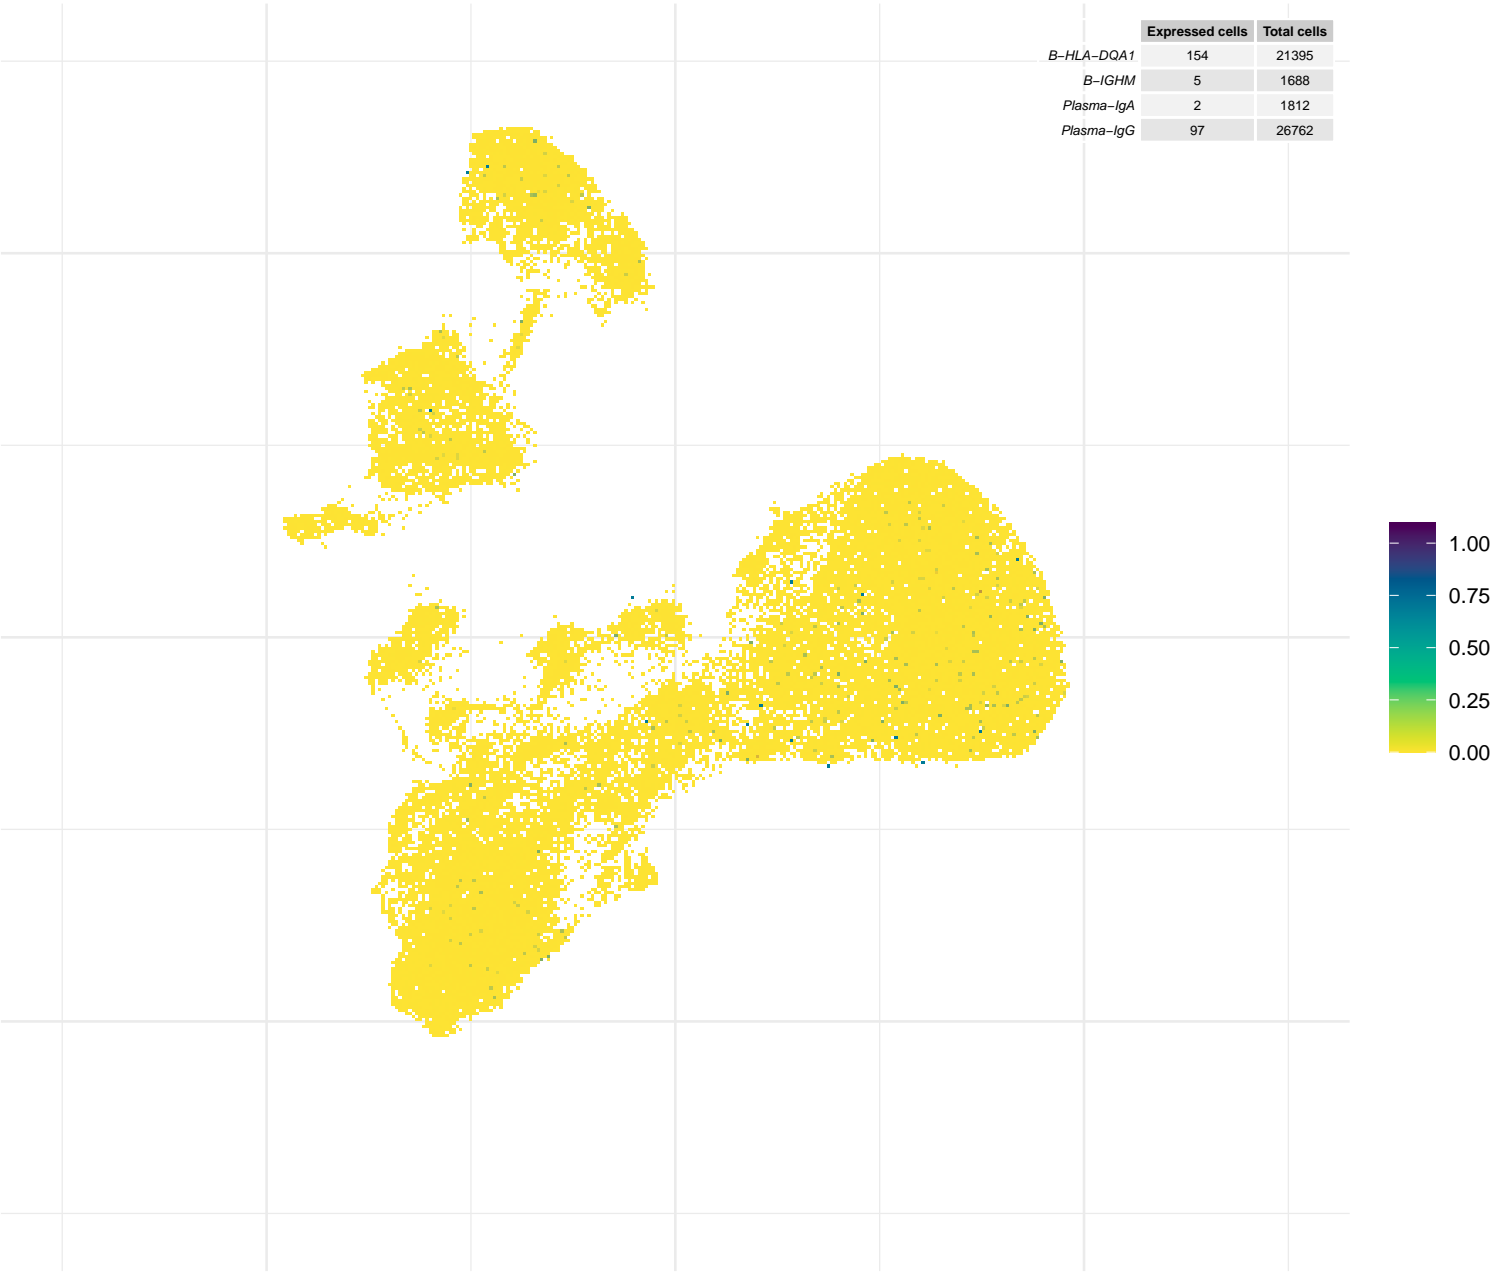 Expressed cells Total cells
B−HLA−DQA1 154 21395
B−IGHM 5 1688
Plasma−IgA 2 1812
Plasma−IgG 97 26762
1.00
0.75
0.50
0.25
0.00